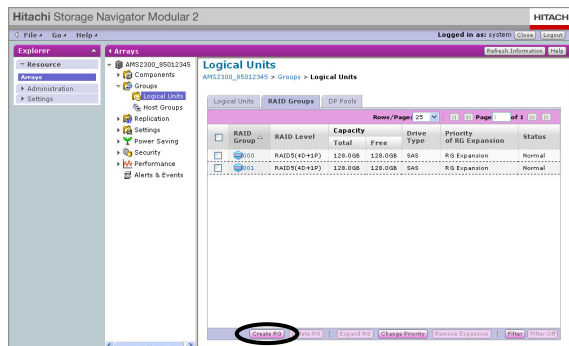 Hitachi Storage Navigator Modular 2
HITACHI
File Go Help
Logged in as: system Close Logout
Explorer
Arrays
Refresh Information Help
Resource
Arrays
Administration
Settings
AMS2300_85012345
Components
Groups
Logical Units
Host Groups
Replication
Settings
Power Saving
Security
Performance
Alerts & Events
Logical Units
AMS2300_85012345 > Groups > Logical Units
Logical Units RAID Groups DP Pools
Rows/Page: 25 Page 1 of 1
RAID Group RAID Level Capacity Drive Type Priority of RG Expansion Status
Total Free
000 RAID5(4D+1P) 128.0GB 128.0GB SAS RG Expansion Normal
001 RAID5(4D+1P) 128.0GB 128.0GB SAS RG Expansion Normal
Create RG Delete RG Expand RG Change Priority Remove Expansion Filter Filter Off